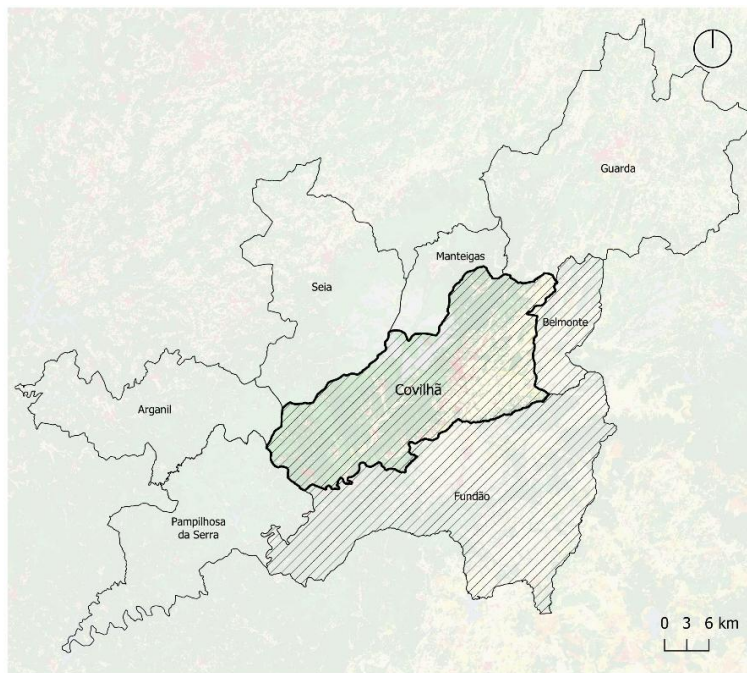 Guarda
Manteigas
Seia
Belmonte
Covilhã
Arganil
Fundão
Pampilhosa
da Serra
0 3 6 km